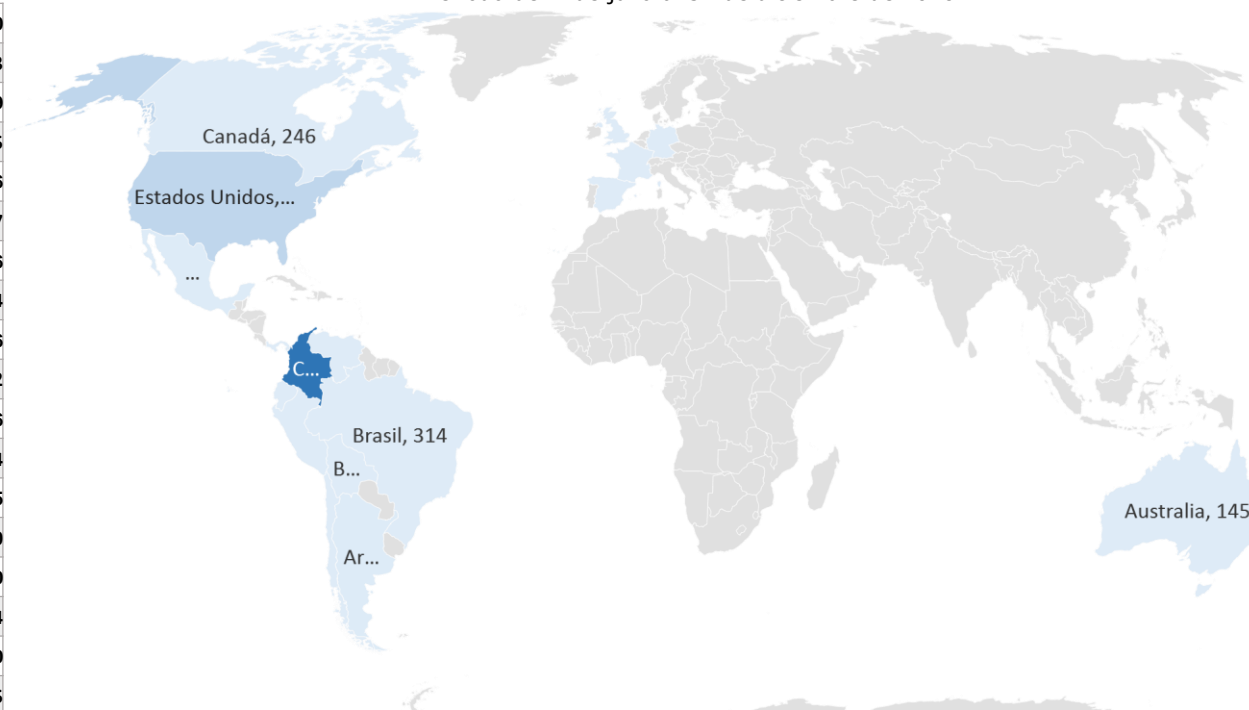 Canadá, 246
Estados Unidos,...
...
C...
Brasil, 314
B...
Ar...
Australia, 145